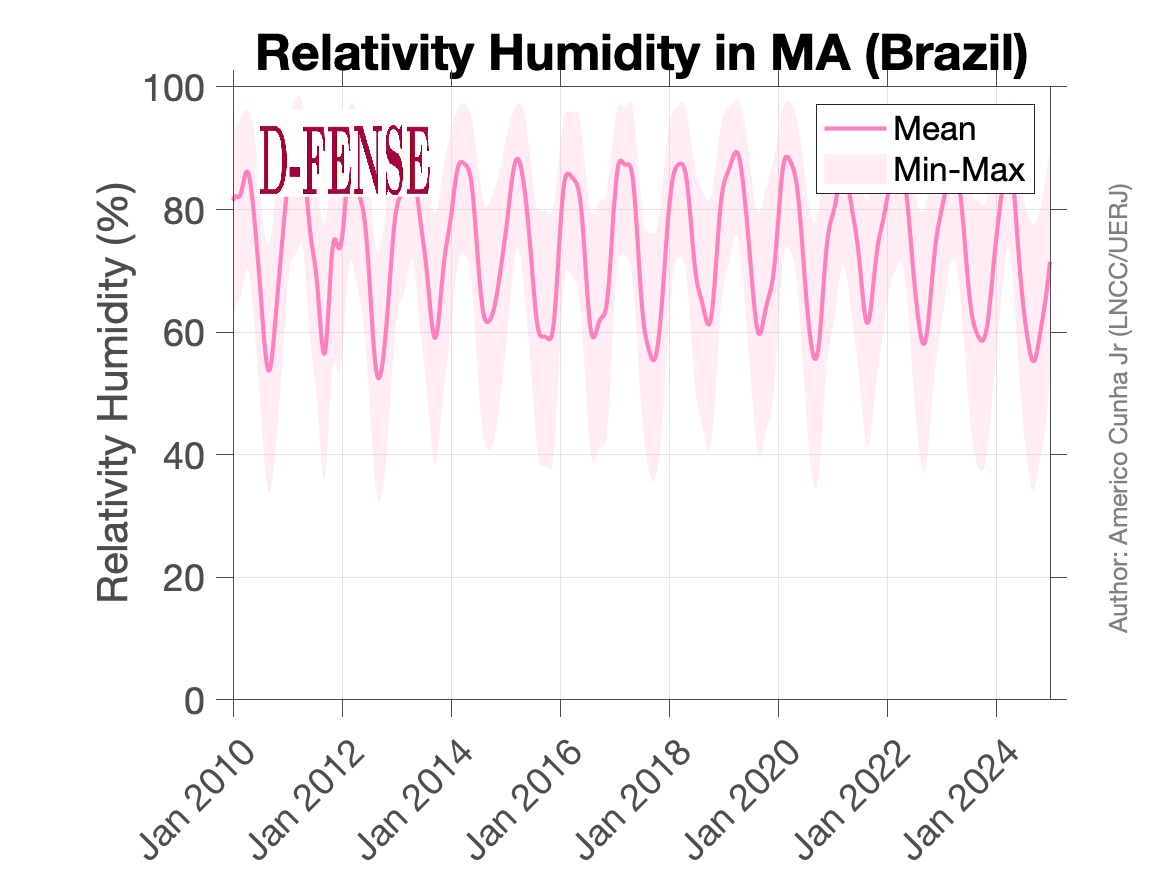 Relativity Humidity in MA (Brazil)
D-FENSE
Mean
Min-Max
Relativity Humidity (%)
100
80
60
40
20
0
Jan 2010
Jan 2012
Jan 2014
Jan 2016
Jan 2018
Jan 2020
Jan 2022
Jan 2024
Author: Americo Cunha Jr (LNCC/UERJ)